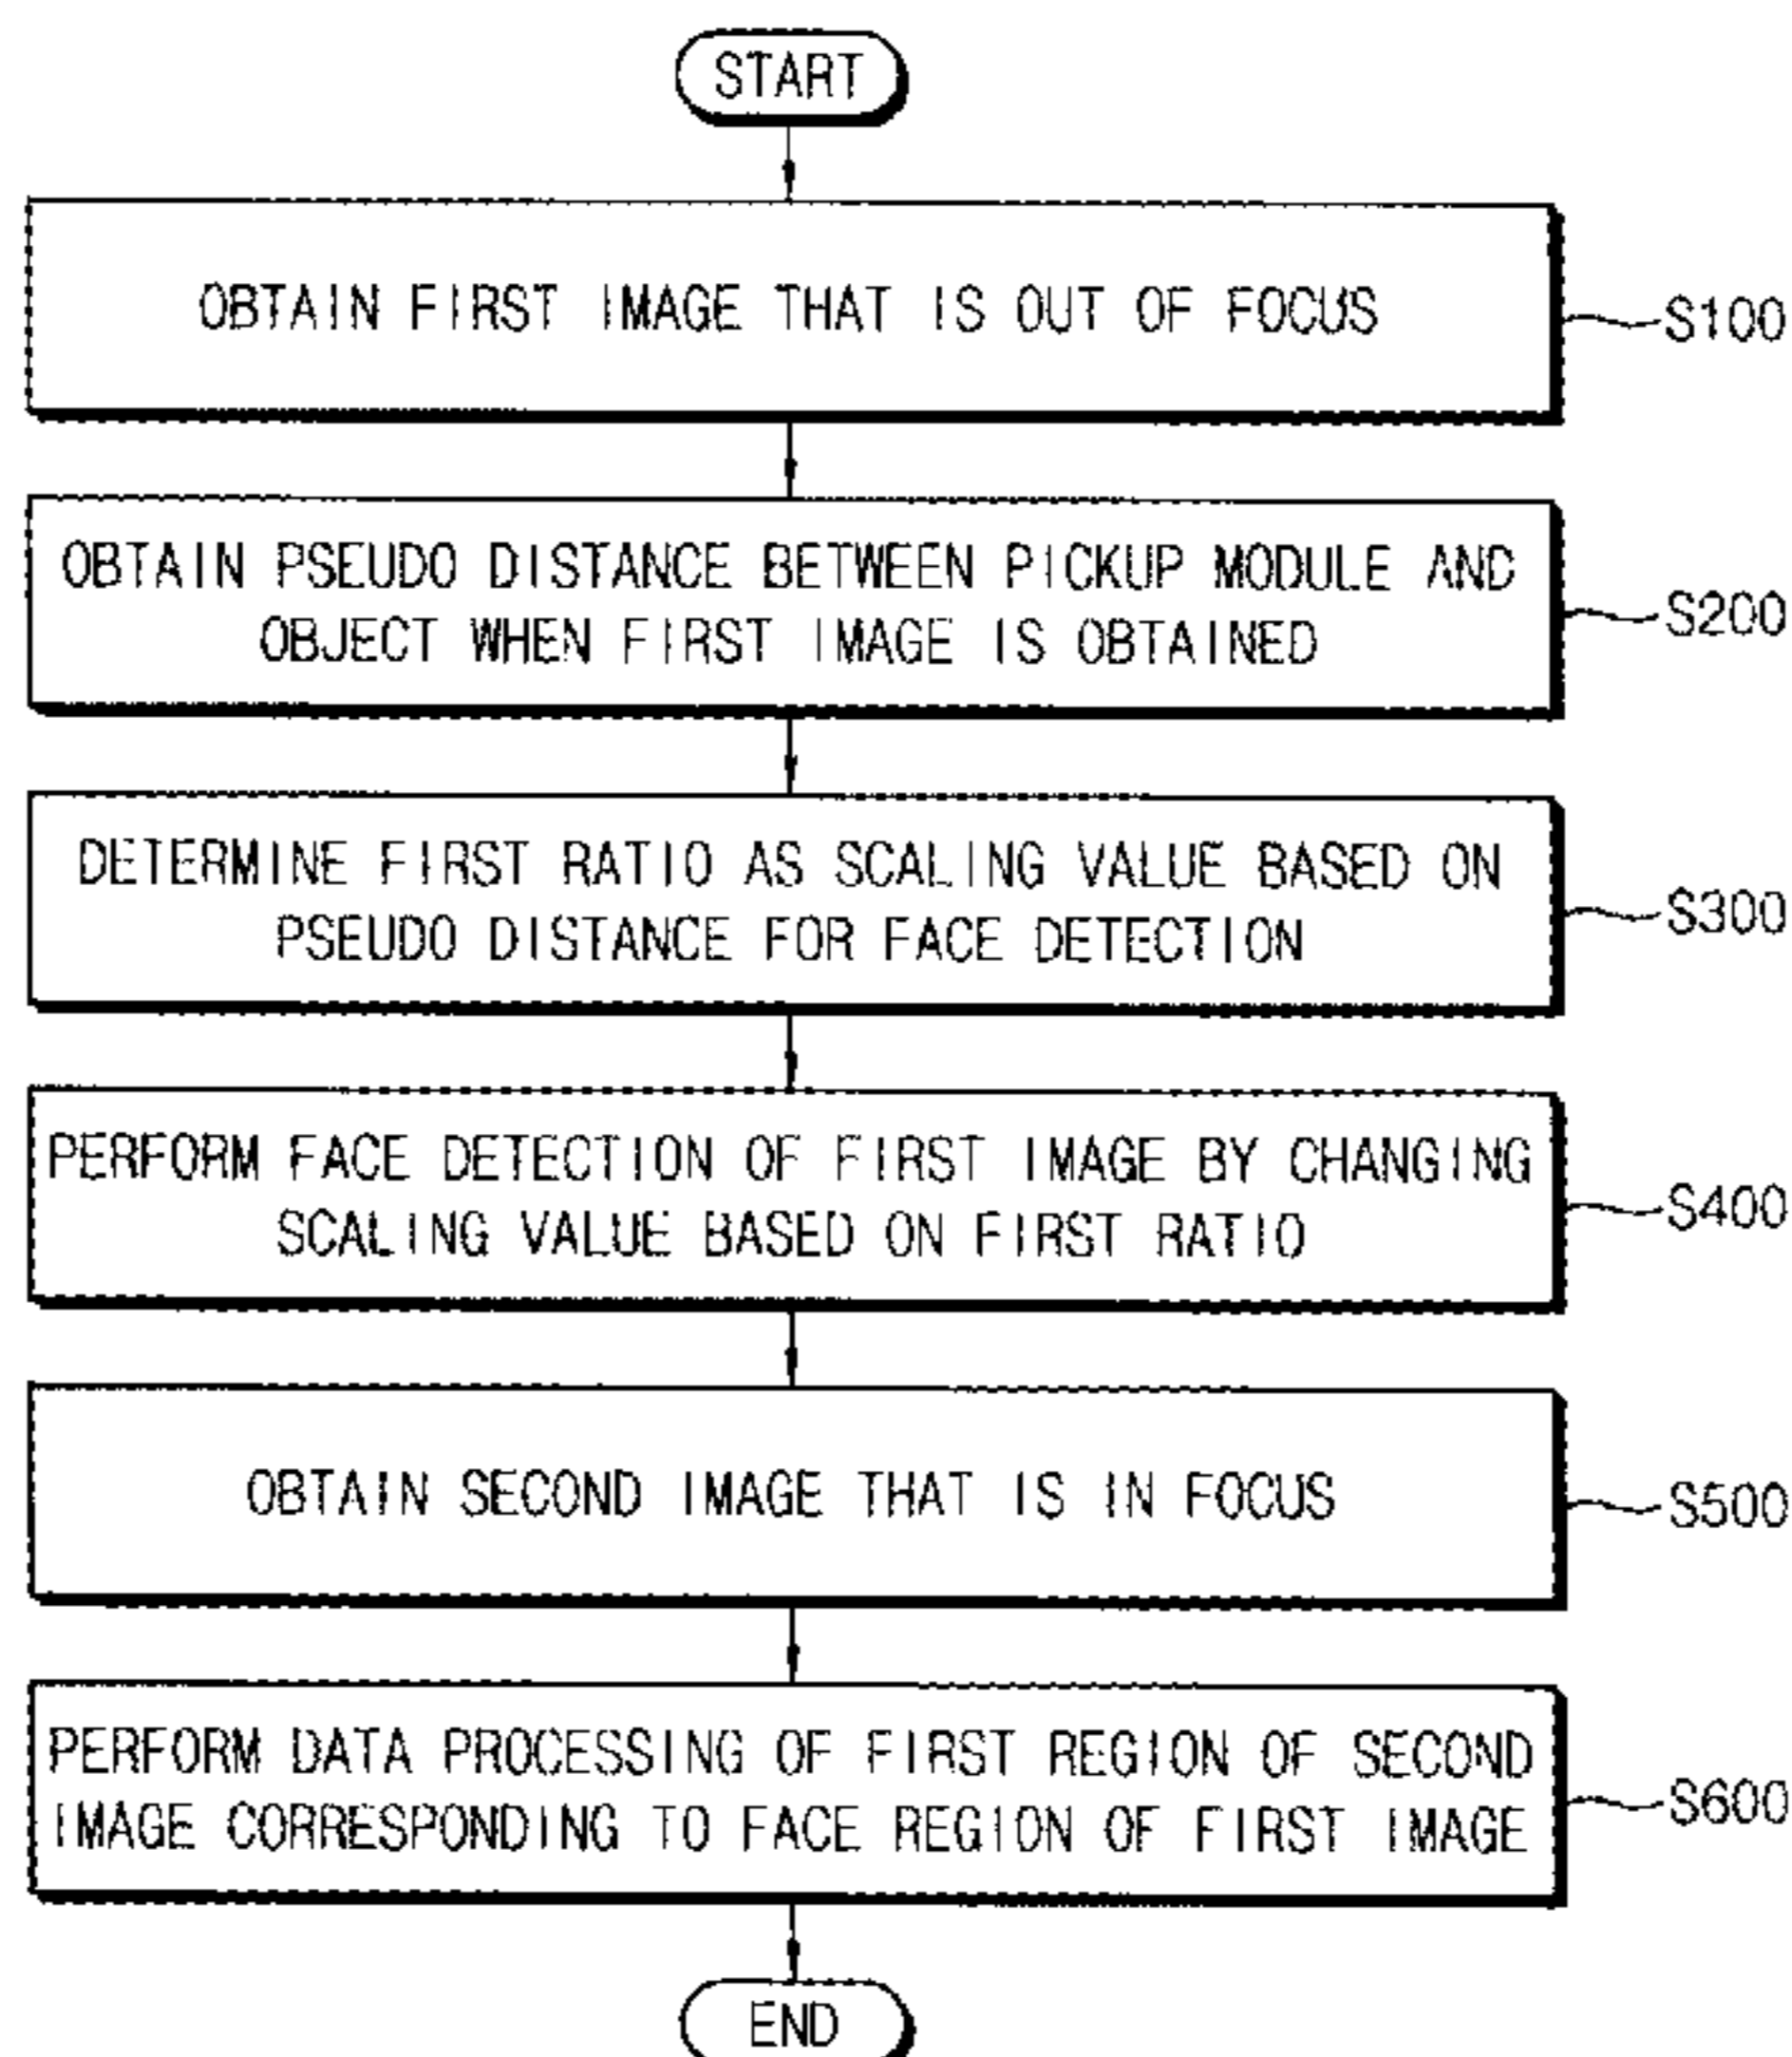 START
OBTAIN FIRST IMAGE THAT IS OUT OF FOCUS
S100
OBTAIN PSEUDO DISTANCE BETWEEN PICKUP MODULE AND
OBJECT WHEN FIRST IMAGE IS OBTAINED
S200
DETERMINE FIRST RATIO AS SCALING VALUE BASED ON
PSEUDO DISTANCE FOR FACE DETECTION
S300
PERFORM FACE DETECTION OF FIRST IMAGE BY CHANGING
SCALING VALUE BASED ON FIRST RATIO
S400
OBTAIN SECOND IMAGE THAT IS IN FOCUS
S500
PERFORM DATA PROCESSING OF FIRST REGION OF SECOND
IMAGE CORRESPONDING TO FACE REGION OF FIRST IMAGE
S600
END